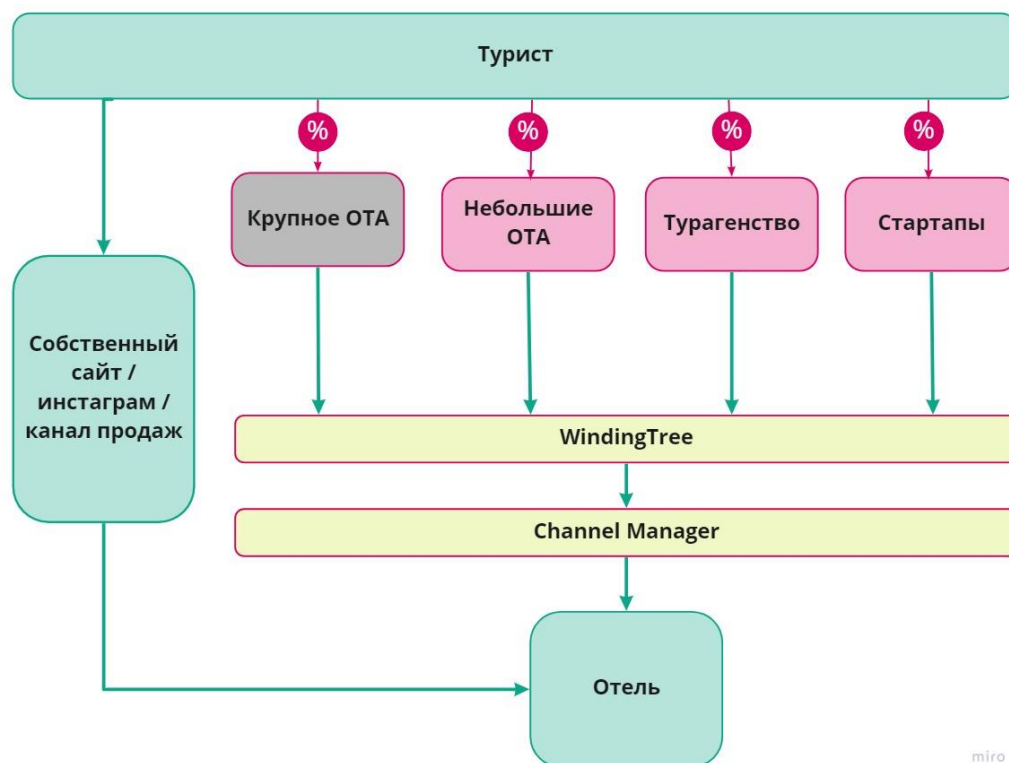 Турист
%
%
%
%
Крупное ОТА
Небольшие
ОТА
Турагенство
Стартапы
Собственный
сайт /
инстаграм /
канал продаж
WindingTree
Channel Manager
Отель
miro